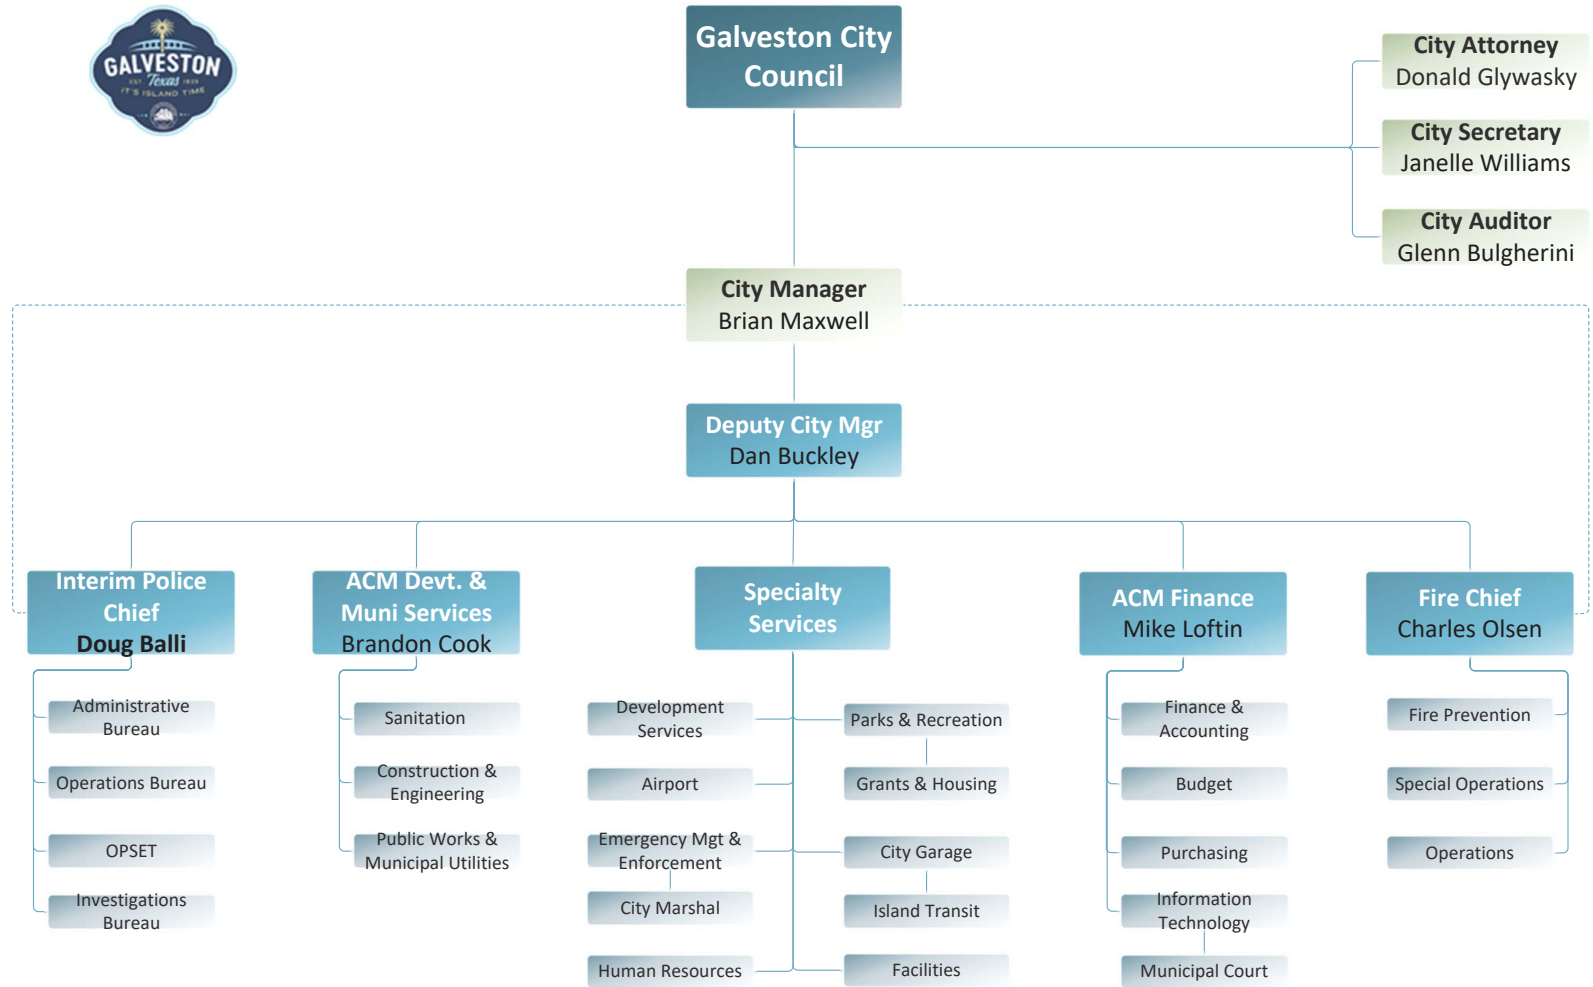 GALVESTON
EST. Texas 1839
IT'S ISLAND TIME
Galveston City
Council
City Attorney
Donald Glywasky
City Secretary
Janelle Williams
City Auditor
Glenn Bulgherini
City Manager
Brian Maxwell
Deputy City Mgr
Dan Buckley
Interim Police
Chief
Doug Balli
ACM Devt. &
Muni Services
Brandon Cook
Specialty
Services
ACM Finance
Mike Loftin
Fire Chief
Charles Olsen
Administrative
Bureau
Operations Bureau
OPSET
Investigations
Bureau
Sanitation
Construction &
Engineering
Public Works &
Municipal Utilities
Development
Services
Airport
Emergency Mgt &
Enforcement
City Marshal
Human Resources
Parks & Recreation
Grants & Housing
City Garage
Island Transit
Facilities
Finance &
Accounting
Budget
Purchasing
Information
Technology
Municipal Court
Fire Prevention
Special Operations
Operations